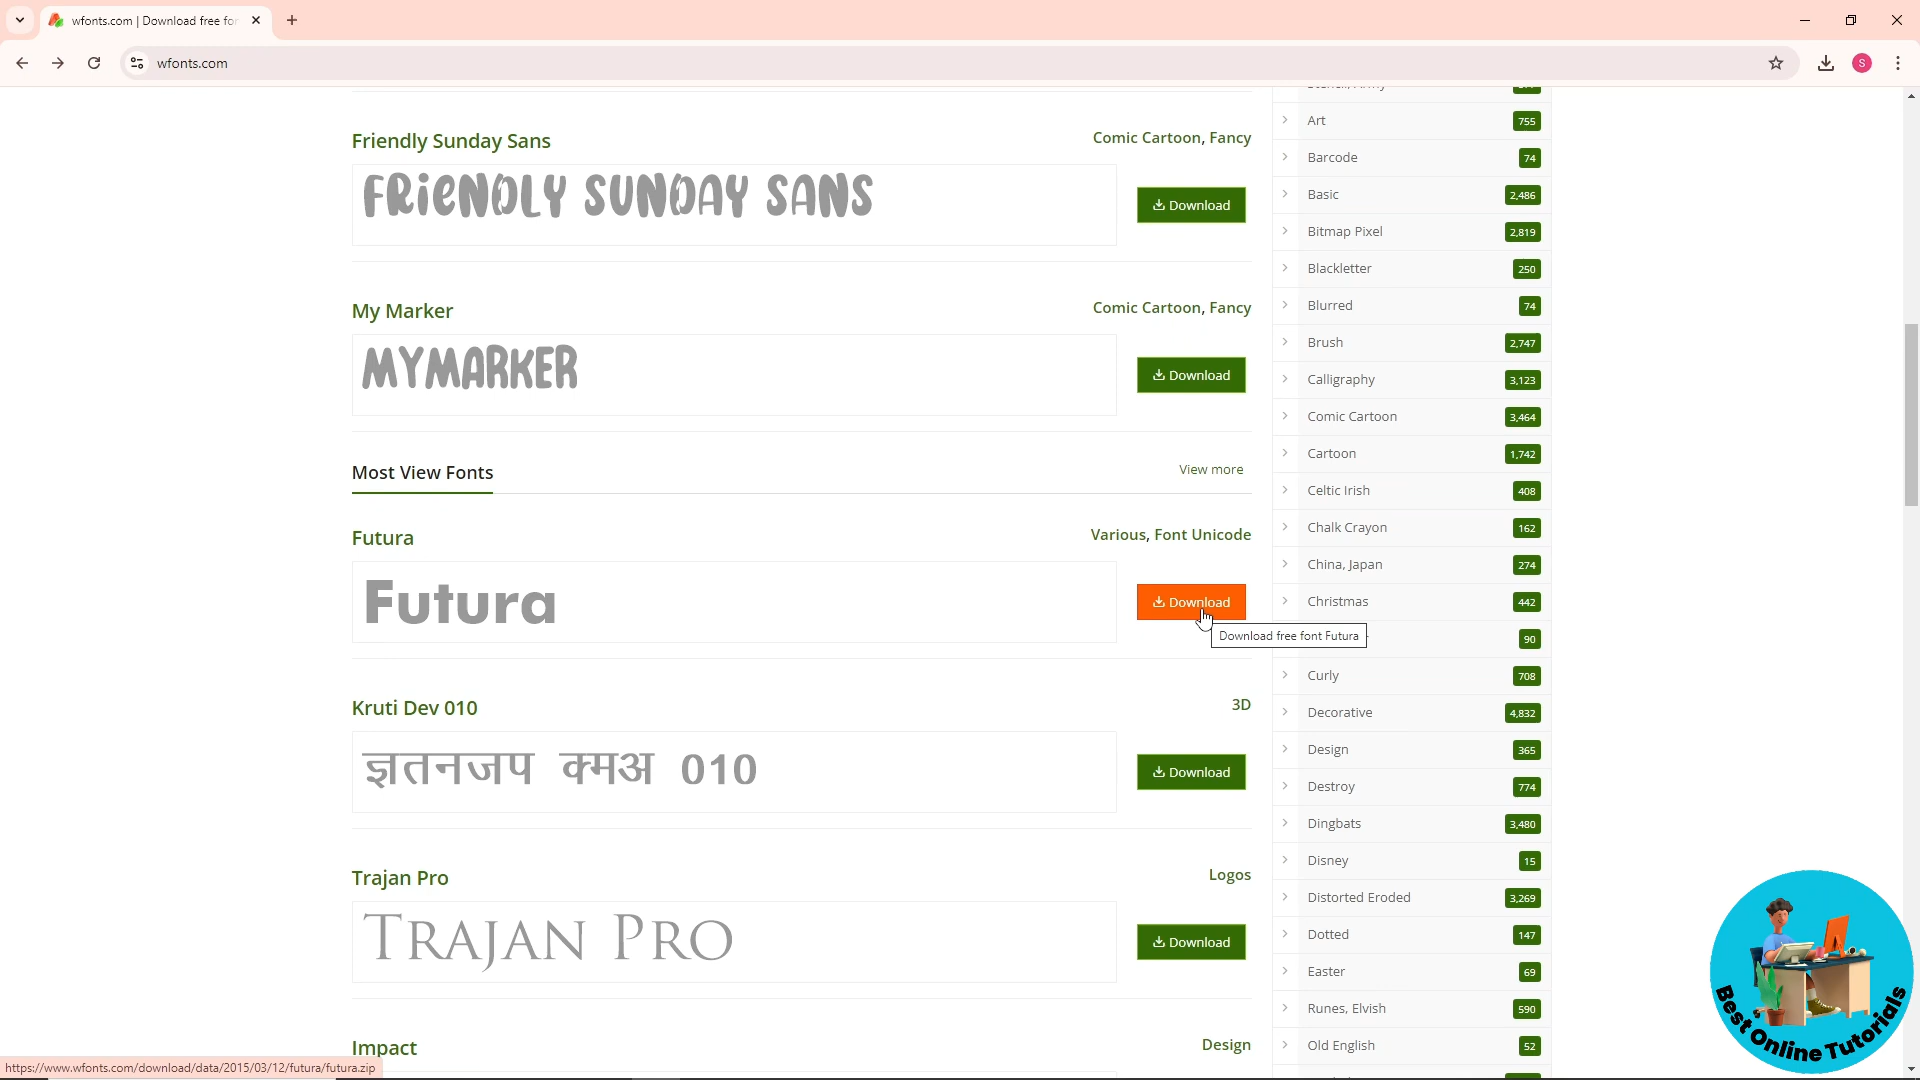 wfonts.com | Download free for
wfonts.com
S
Friendly Sunday Sans
Comic Cartoon, Fancy
FRiENDLY SUNDAY SANS
Download
My Marker
Comic Cartoon, Fancy
MYMARKER
Download
Most View Fonts
View more
Futura
Various, Font Unicode
Futura
Download
Download free font Futura
Kruti Dev 010
3D
ज्ञतनजप क्मअ 010
Download
Trajan Pro
Logos
TRAJAN PRO
Download
Impact
Design
Art 755
Barcode 74
Basic 2,486
Bitmap Pixel 2,819
Blackletter 250
Blurred 74
Brush 2,747
Calligraphy 3,123
Comic Cartoon 3,464
Cartoon 1,742
Celtic Irish 408
Chalk Crayon 162
China, Japan 274
Christmas 442
90
Curly 708
Decorative 4,832
Design 365
Destroy 774
Dingbats 3,480
Disney 15
Distorted Eroded 3,269
Dotted 147
Easter 69
Runes, Elvish 590
Old English 52
Best Online Tutorials
https://www.wfonts.com/download/data/2015/03/12/futura/futura.zip